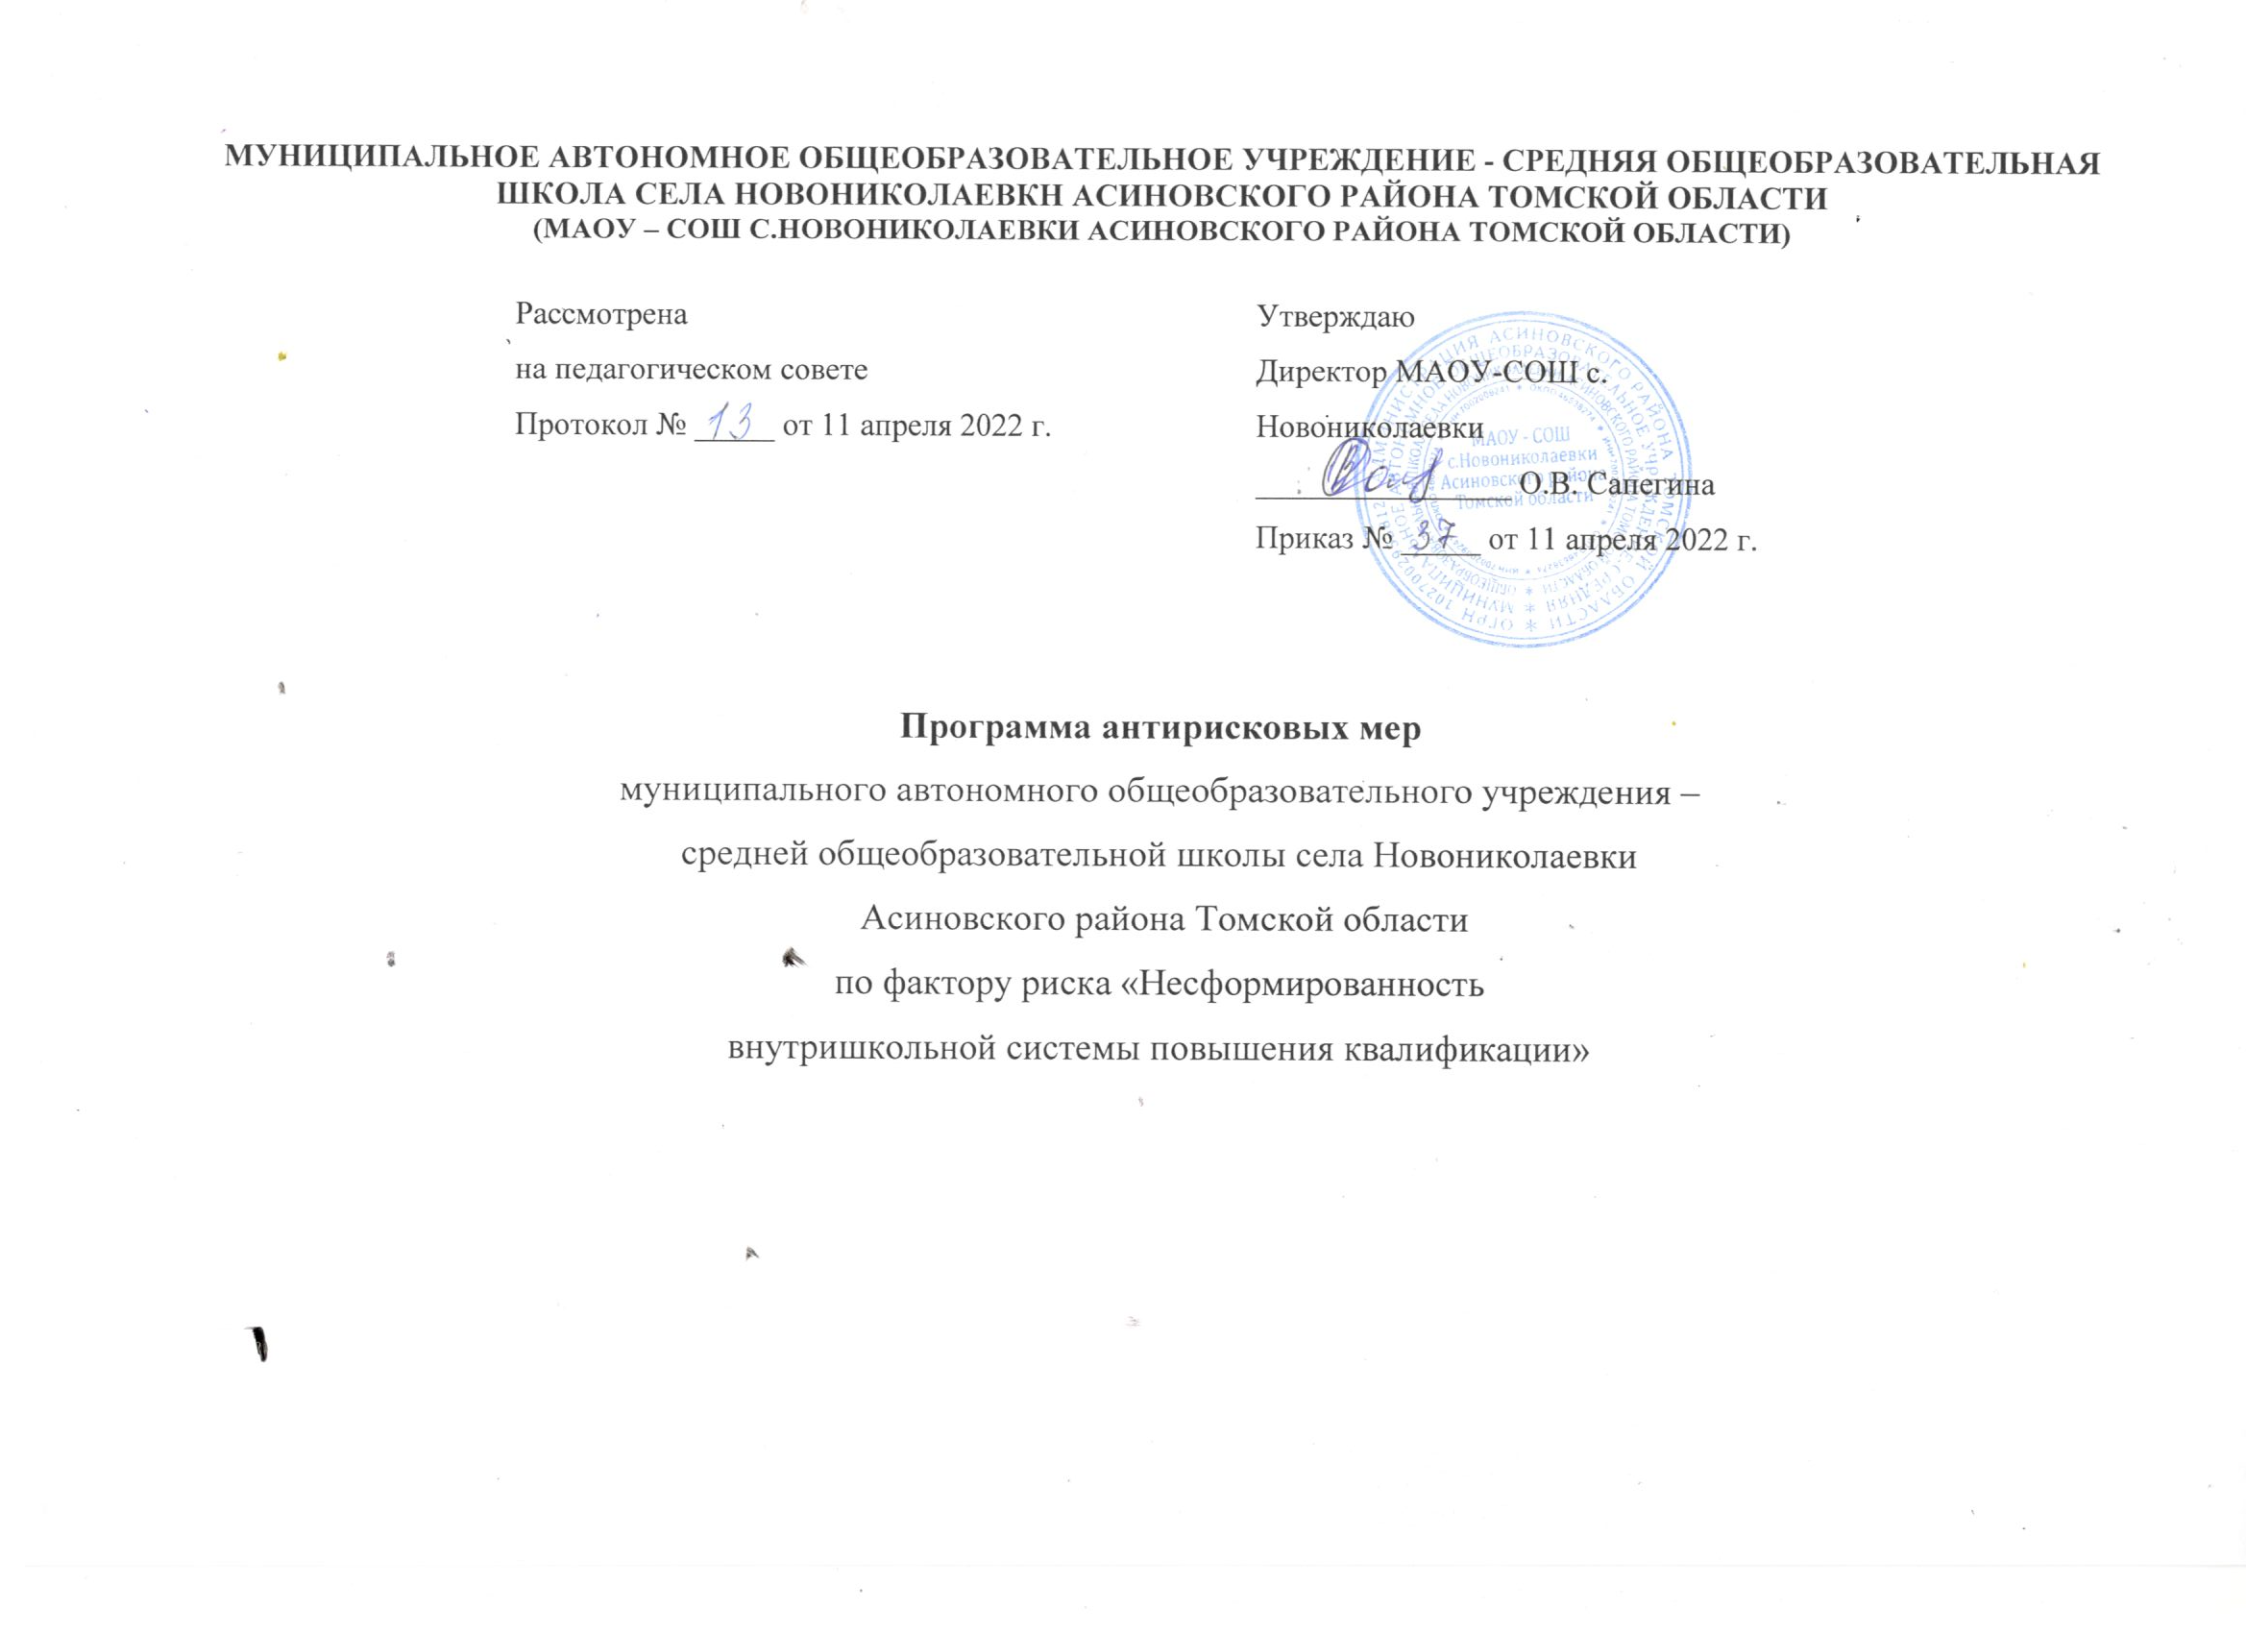 МУНИЦИПАЛЬНОЕ АВТОНОМНОЕ ОБЩЕОБРАЗОВАТЕЛЬНОЕ УЧРЕЖДЕНИЕ - СРЕДНЯЯ ОБЩЕОБРАЗОВАТЕЛЬНАЯ
ШКОЛА СЕЛА НОВОНИКОЛАЕВКН АСИНОВСКОГО РАЙОНА ТОМСКОЙ ОБЛАСТИ
(МАОУ – СОШ С.НОВОНИКОЛАЕВКИ АСИНОВСКОГО РАЙОНА ТОМСКОЙ ОБЛАСТИ)
Рассмотрена
на педагогическом совете
Протокол № 13 от 11 апреля 2022 г.
Утверждаю
Директор МАОУ-СОШ с.
Новониколаевки
О.В. Сапегина
Приказ № 37 от 11 апреля 2022 г.
МАОУ - СОШ
с.Новониколаевки
Асиновского района
Томской области
Программа антирисковых мер
муниципального автономного общеобразовательного учреждения –
средней общеобразовательной школы села Новониколаевки
Асиновского района Томской области
по фактору риска «Несформированность
внутришкольной системы повышения квалификации»